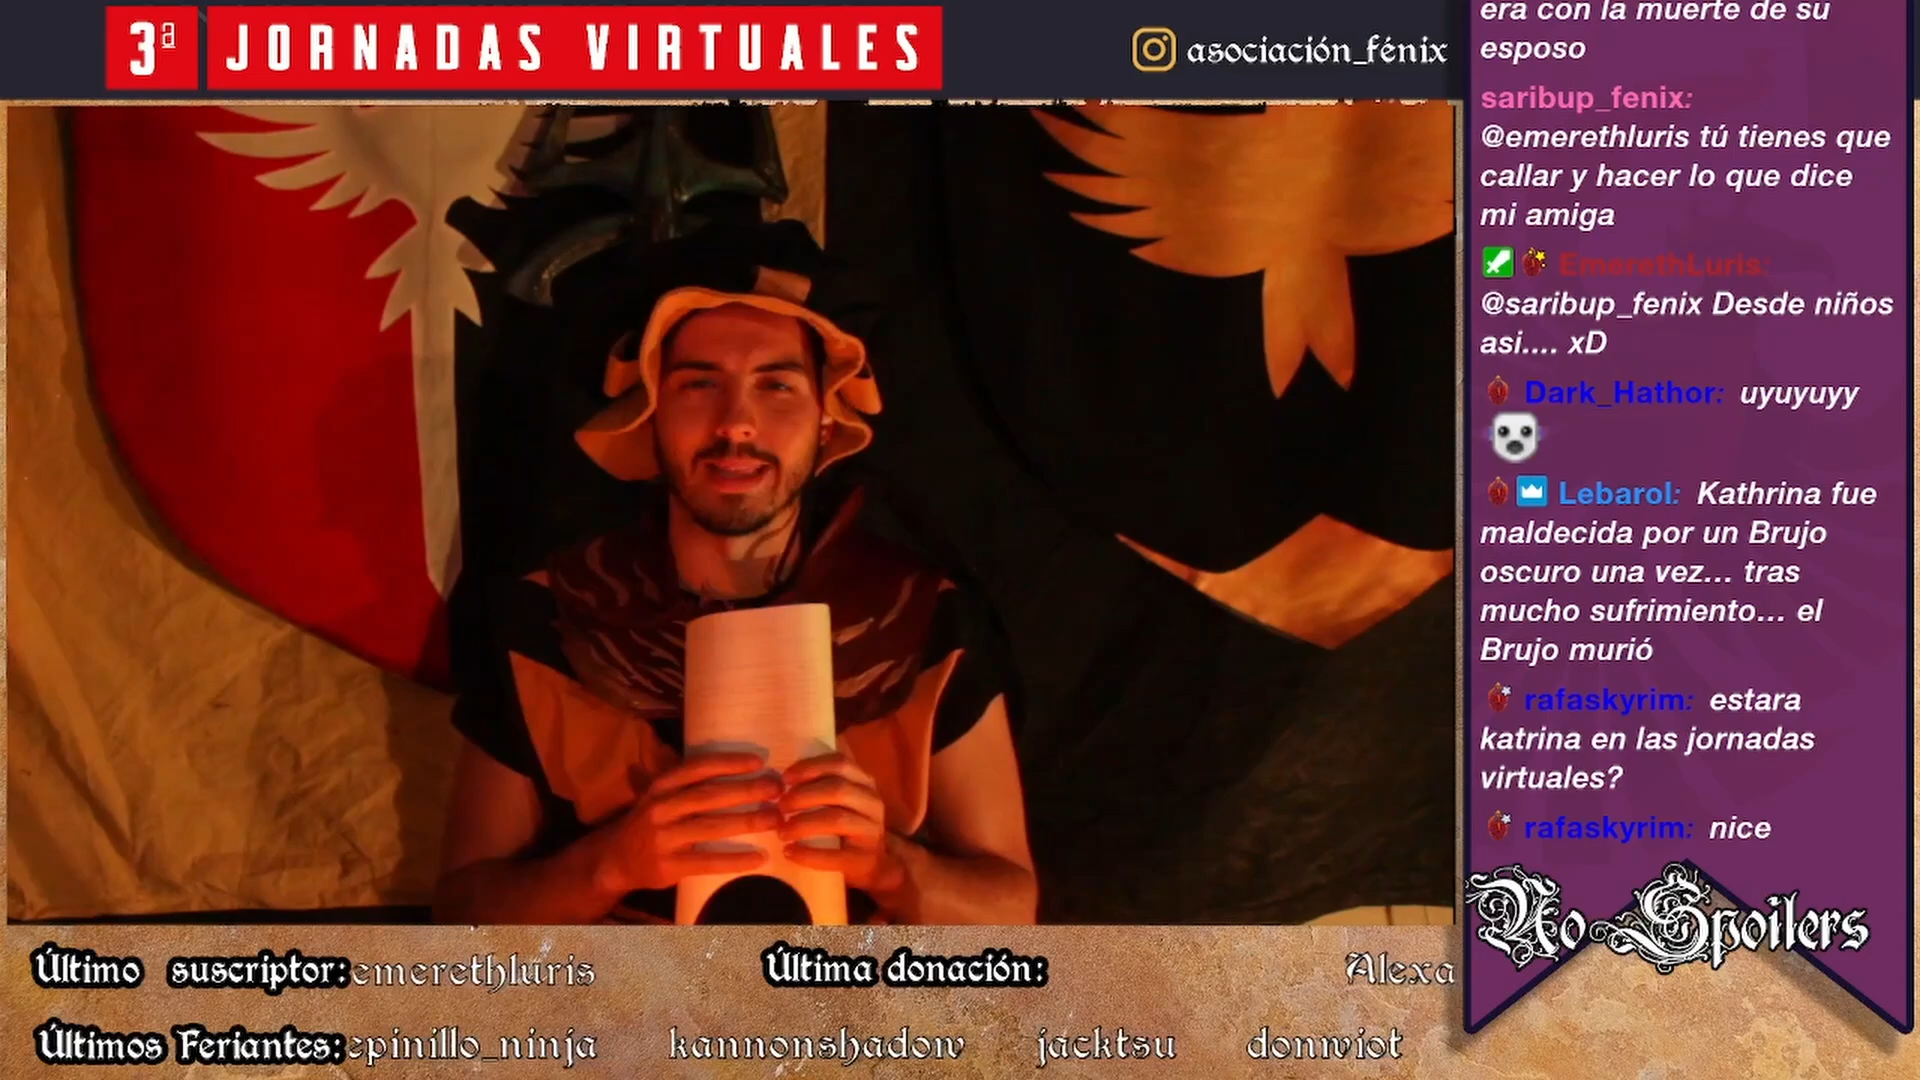 3ª JORNADAS VIRTUALES
asociación_fénix
era con la muerte de su
esposo
saribup_fenix:
@emerethluris tú tienes que
callar y hacer lo que dice
mi amiga
EmerethLuris:
@saribup_fenix Desde niños
asi.... xD
Dark_Hathor: uyuyuyy
Lebarol: Kathrina fue
maldecida por un Brujo
oscuro una vez... tras
mucho sufrimiento... el
Brujo murió
rafaskyrim: estara
katrina en las jornadas
virtuales?
rafaskyrim: nice
No Spoilers
Último suscriptor: emerethluris
Última donación: Alexa
Últimos Feriantes: epinillo_ninja kannonshadow jacktsu donwiot